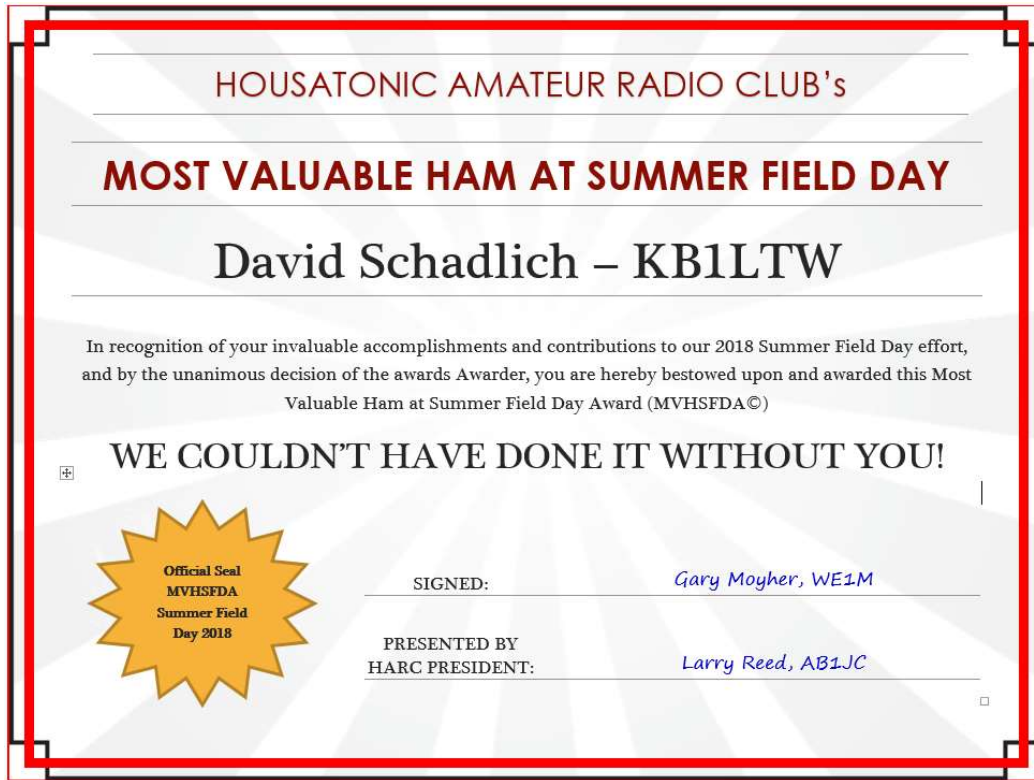 HOUSATONIC AMATEUR RADIO CLUB's
MOST VALUABLE HAM AT SUMMER FIELD DAY
David Schadlich – KB1LTW
In recognition of your invaluable accomplishments and contributions to our 2018 Summer Field Day effort,
and by the unanimous decision of the awards Awarder, you are hereby bestowed upon and awarded this Most
Valuable Ham at Summer Field Day Award (MVHSFDA©)
WE COULDN'T HAVE DONE IT WITHOUT YOU!
Official Seal
MVHSFDA
Summer Field
Day 2018
SIGNED:
Gary Moyher, WE1M
PRESENTED BY
HARC PRESIDENT:
Larry Reed, AB1JC